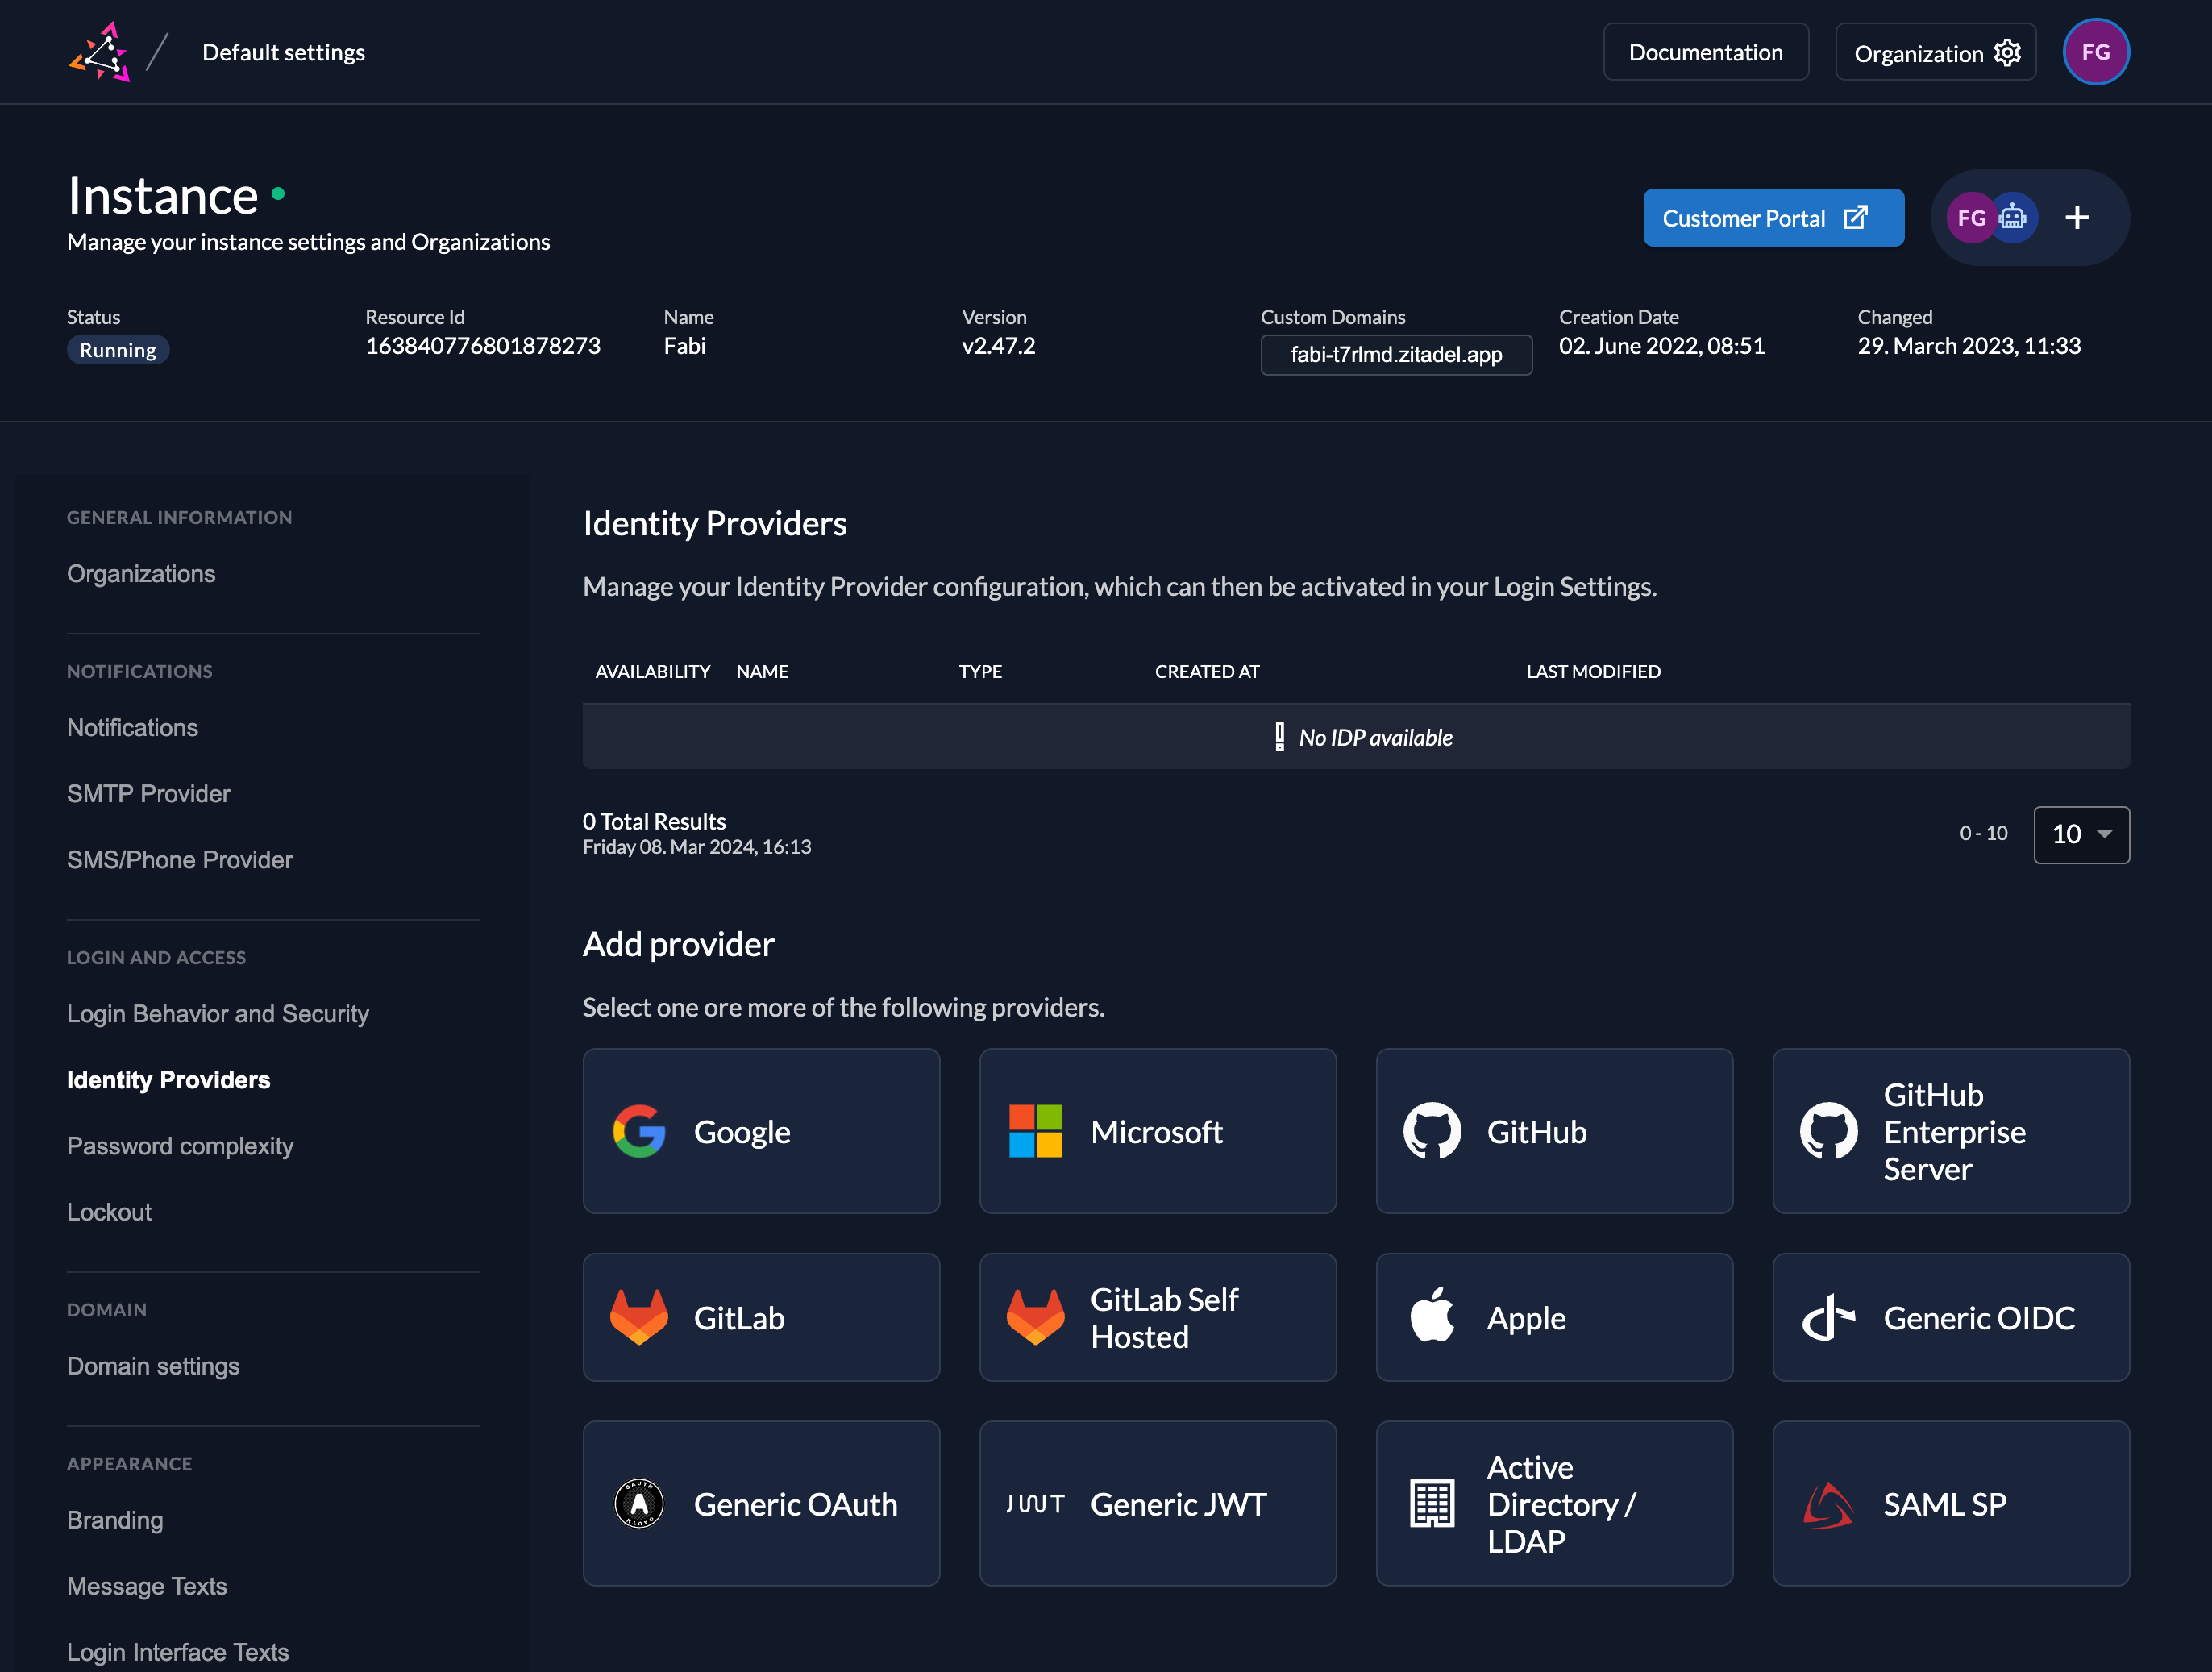 Default settings
Documentation
Organization
FG
Instance
Manage your instance settings and Organizations
Customer Portal
FG
Status
Resource Id
Name
Version
Custom Domains
Creation Date
Changed
Running
163840776801878273
Fabi
v2.47.2
fabi-t7rlmd.zitadel.app
02. June 2022, 08:51
29. March 2023, 11:33
GENERAL INFORMATION
Organizations
NOTIFICATIONS
Notifications
SMTP Provider
SMS/Phone Provider
LOGIN AND ACCESS
Login Behavior and Security
Identity Providers
Password complexity
Lockout
DOMAIN
Domain settings
APPEARANCE
Branding
Message Texts
Login Interface Texts
Identity Providers
Manage your Identity Provider configuration, which can then be activated in your Login Settings.
AVAILABILITY
NAME
TYPE
CREATED AT
LAST MODIFIED
No IDP available
0 Total Results
Friday 08. Mar 2024, 16:13
0 - 10
10
Add provider
Select one ore more of the following providers.
Google
Microsoft
GitHub
GitHub
Enterprise
Server
GitLab
GitLab Self
Hosted
Apple
Generic OIDC
OAUTH
A
OAUTH
Generic OAuth
JWT
Generic JWT
Active
Directory /
LDAP
SAML SP